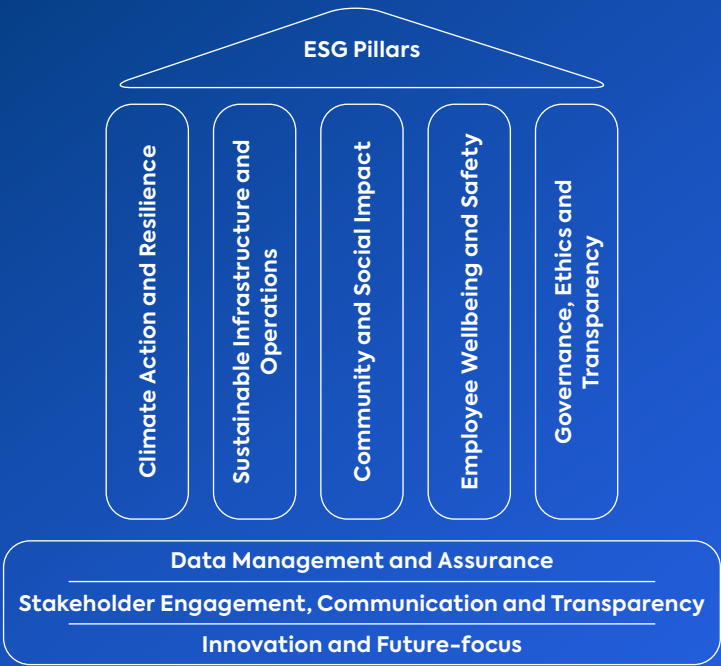 ESG Pillars
Climate Action and Resilience
Sustainable Infrastructure and
Operations
Community and Social Impact
Employee Wellbeing and Safety
Governance, Ethics and
Transparency
Data Management and Assurance
Stakeholder Engagement, Communication and Transparency
Innovation and Future-focus